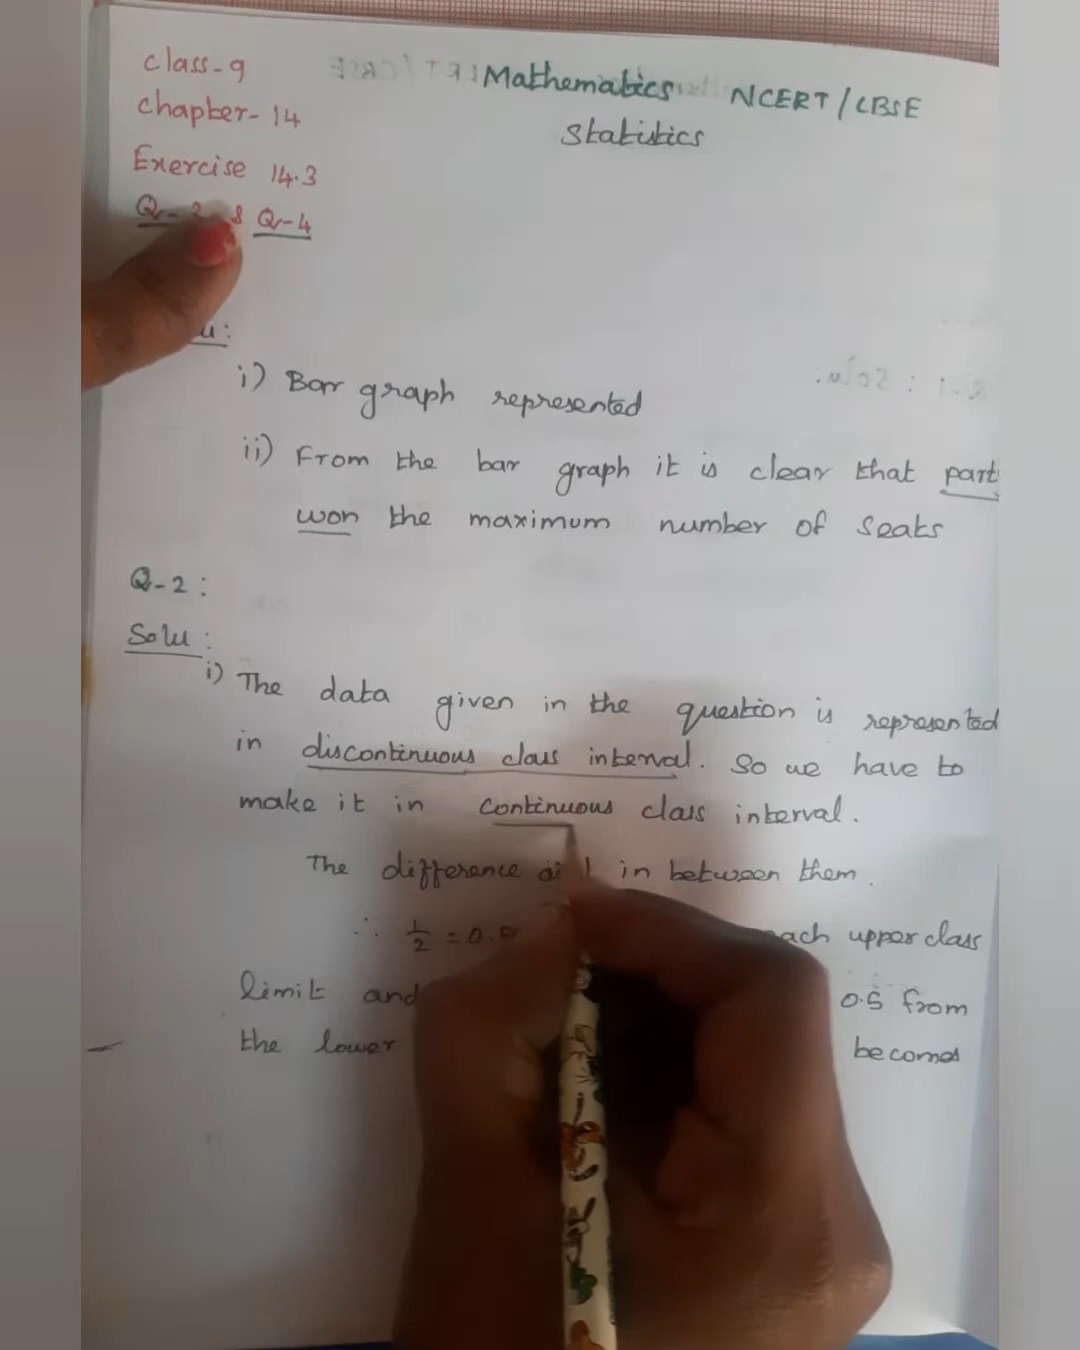 class-9
Mathematics NCERT/CBSE
chapter-14
Statistics
Exercise 14.3
& Q-4
i) Bar graph represented
ii) From the bar graph it is clear that
won the maximum number of seats
Q-2:
Solu:
i) The data given in the question is represented
in discontinuous class interval. So we have to
make it in continuous class interval.
The difference in between them.
∴ 1/2 = upper class
limit and 0.5 from
the lower becomes